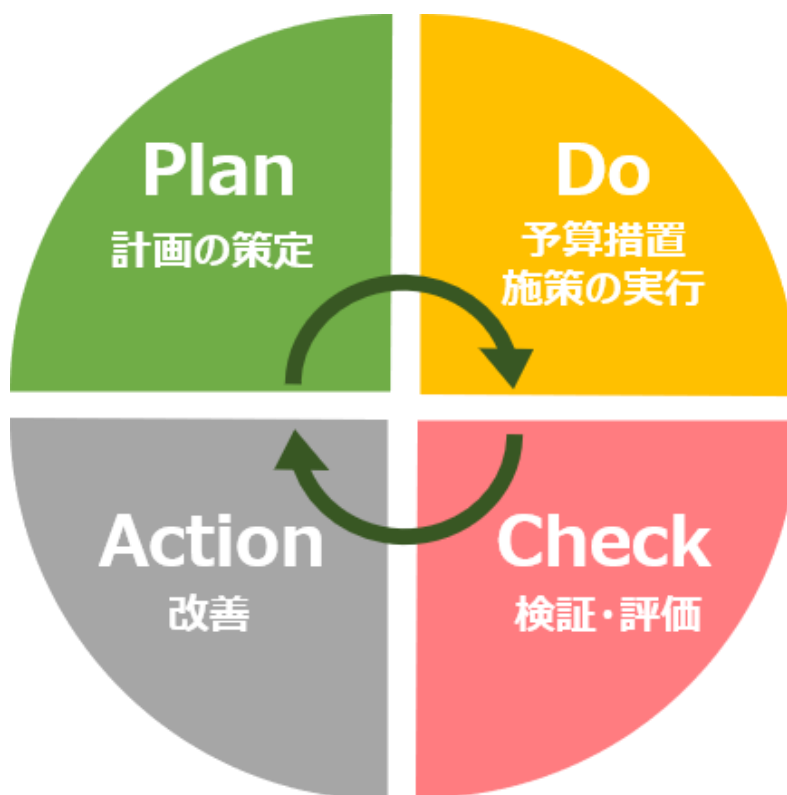 Plan
計画の策定
Do
予算措置
施策の実行
Action
改善
Check
検証・評価